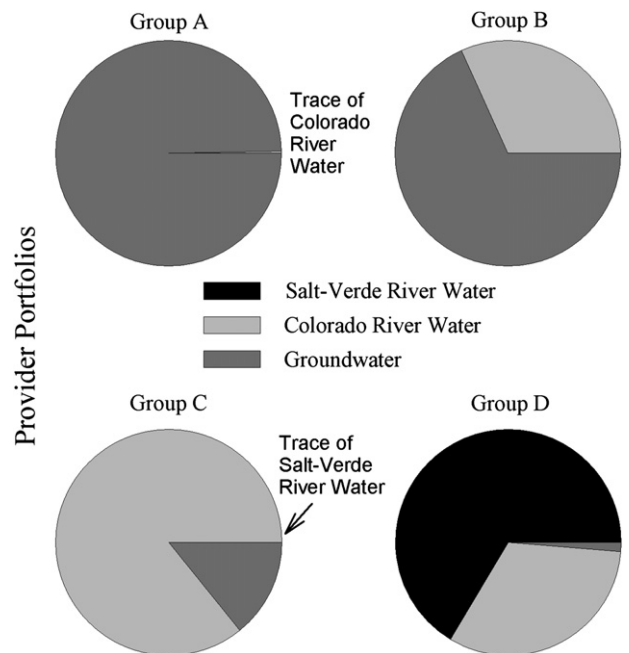 Group A
Group B
Trace of
Colorado
River
Water
Provider Portfolios
Salt-Verde River Water
Colorado River Water
Groundwater
Group C
Group D
Trace of
Salt-Verde
River Water